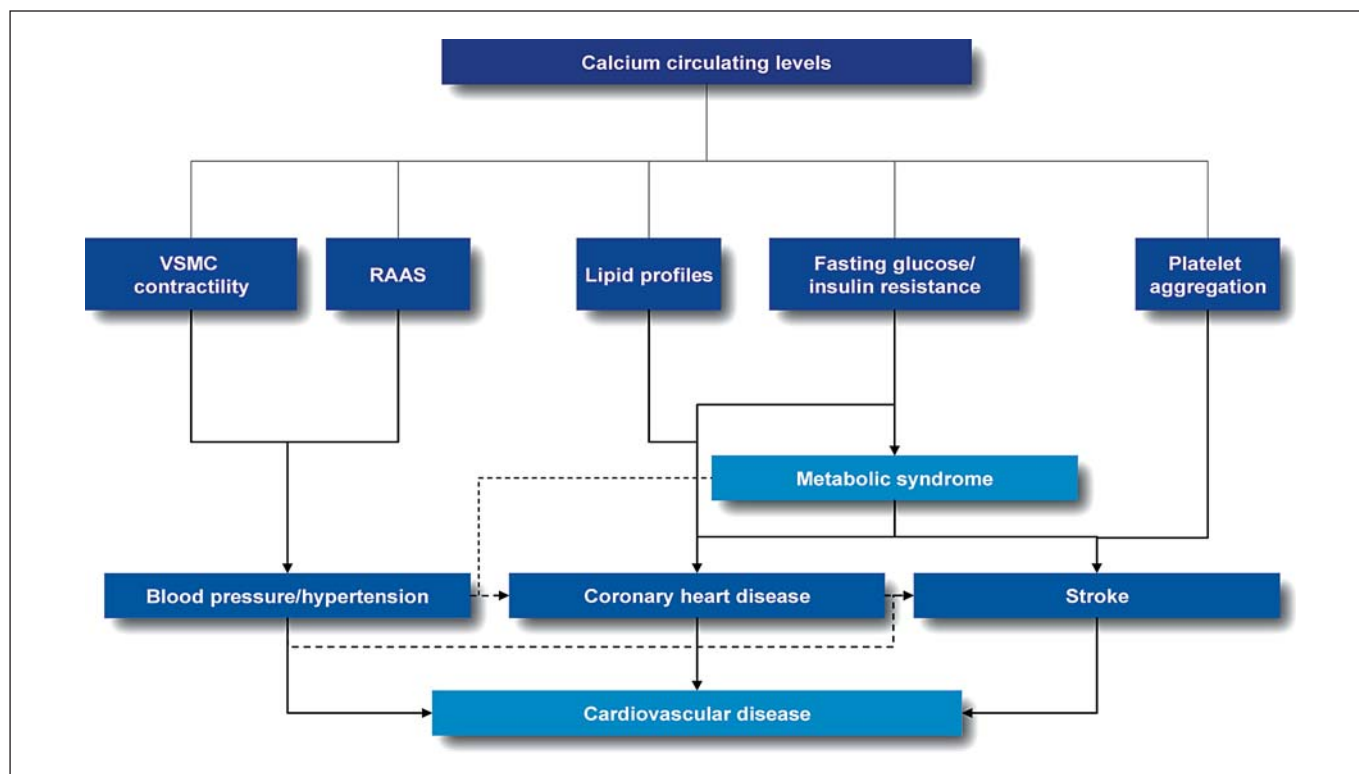 Calcium circulating levels
VSMC
contractility
RAAS
Lipid profiles
Fasting glucose/
insulin resistance
Platelet
aggregation
Metabolic syndrome
Blood pressure/hypertension
Coronary heart disease
Stroke
Cardiovascular disease